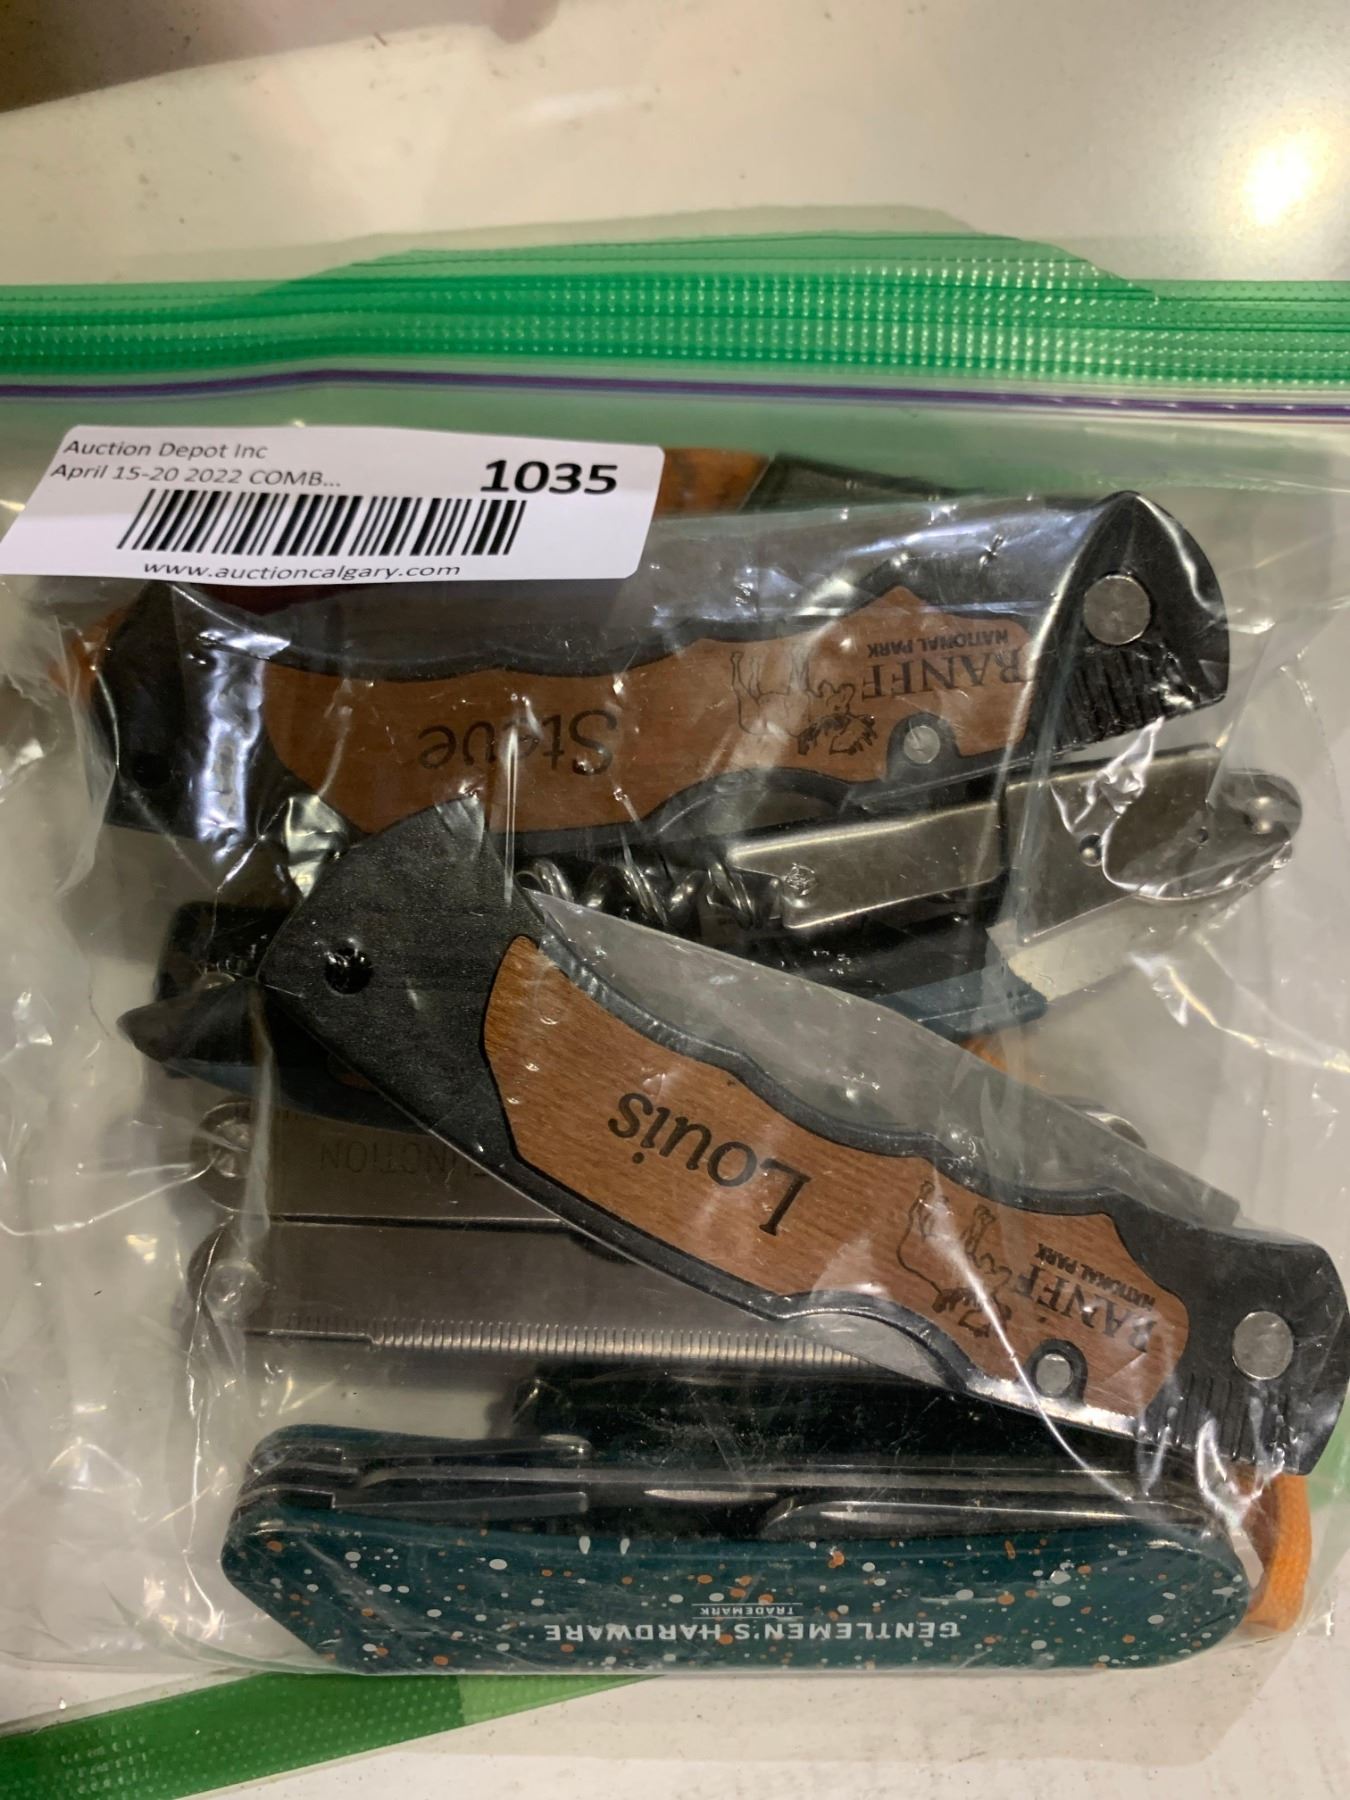 Auction Depot Inc
April 15-20 2022 COMB...
1035
www.auctioncalgary.com
BANFF
NATIONAL PARK
Steve
Louis
BANFF
NATIONAL PARK
GENTLEMEN'S HARDWARE
TRADEMARK